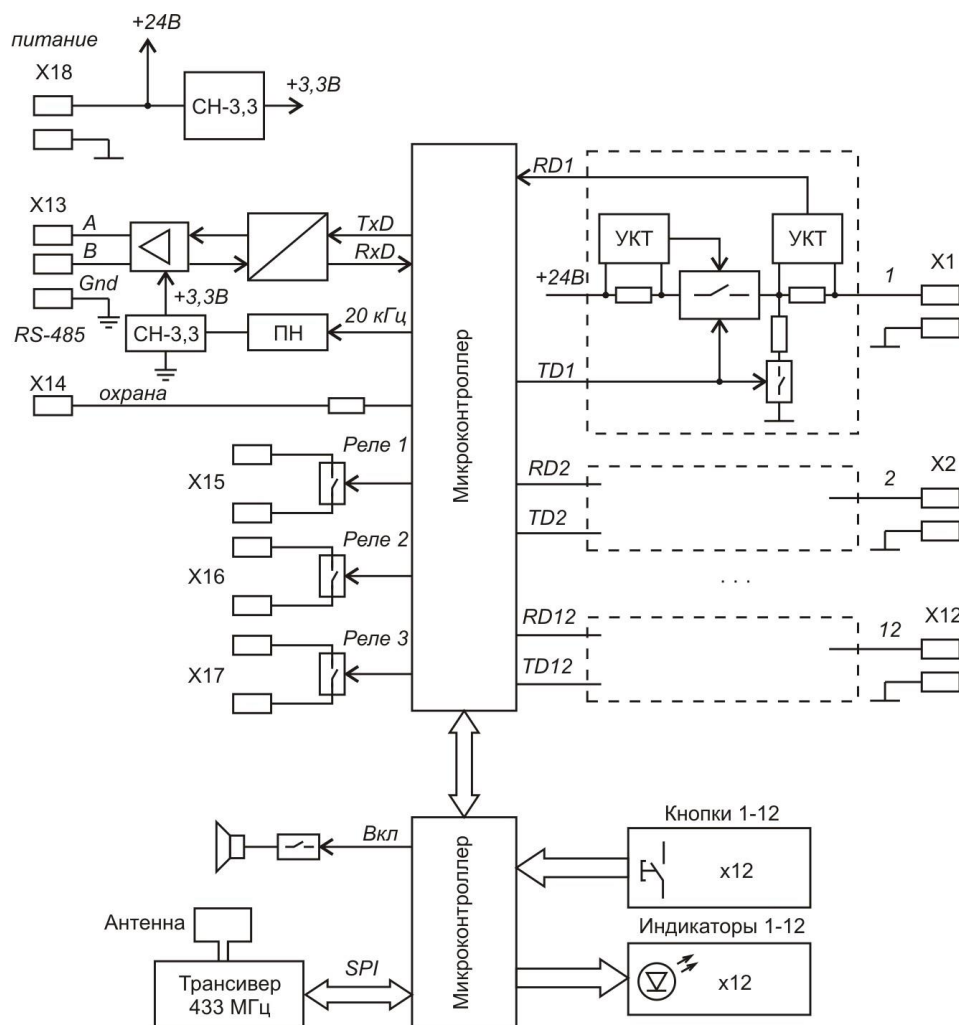 +24В
питание
X18
СН-3,3
+3,3В
X13
A
B
Gnd
RS-485
TxD
RxD
+3,3В
СН-3,3
ПН
20 кГц
X14
охрана
Реле 1
X15
Реле 2
X16
Реле 3
X17
Микроконтроллер
RD1
УКТ
УКТ
+24В
1
X1
TD1
RD2
TD2
2
X2
. . .
RD12
TD12
12
X12
Вкл
Микроконтроллер
Кнопки 1-12
x12
Индикаторы 1-12
x12
Антенна
SPI
Трансивер
433 МГц